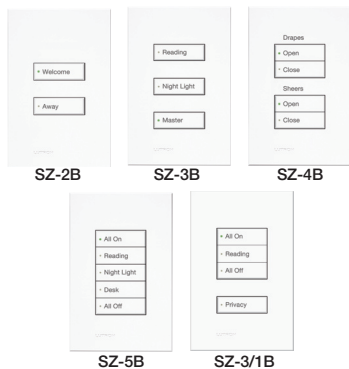 Welcome
Away
SZ-2B
Reading
Night Light
Master
SZ-3B
Drapes
Open
Close
Sheers
Open
Close
SZ-4B
All On
Reading
Night Light
Desk
All Off
SZ-5B
All On
Reading
All Off
Privacy
SZ-3/1B